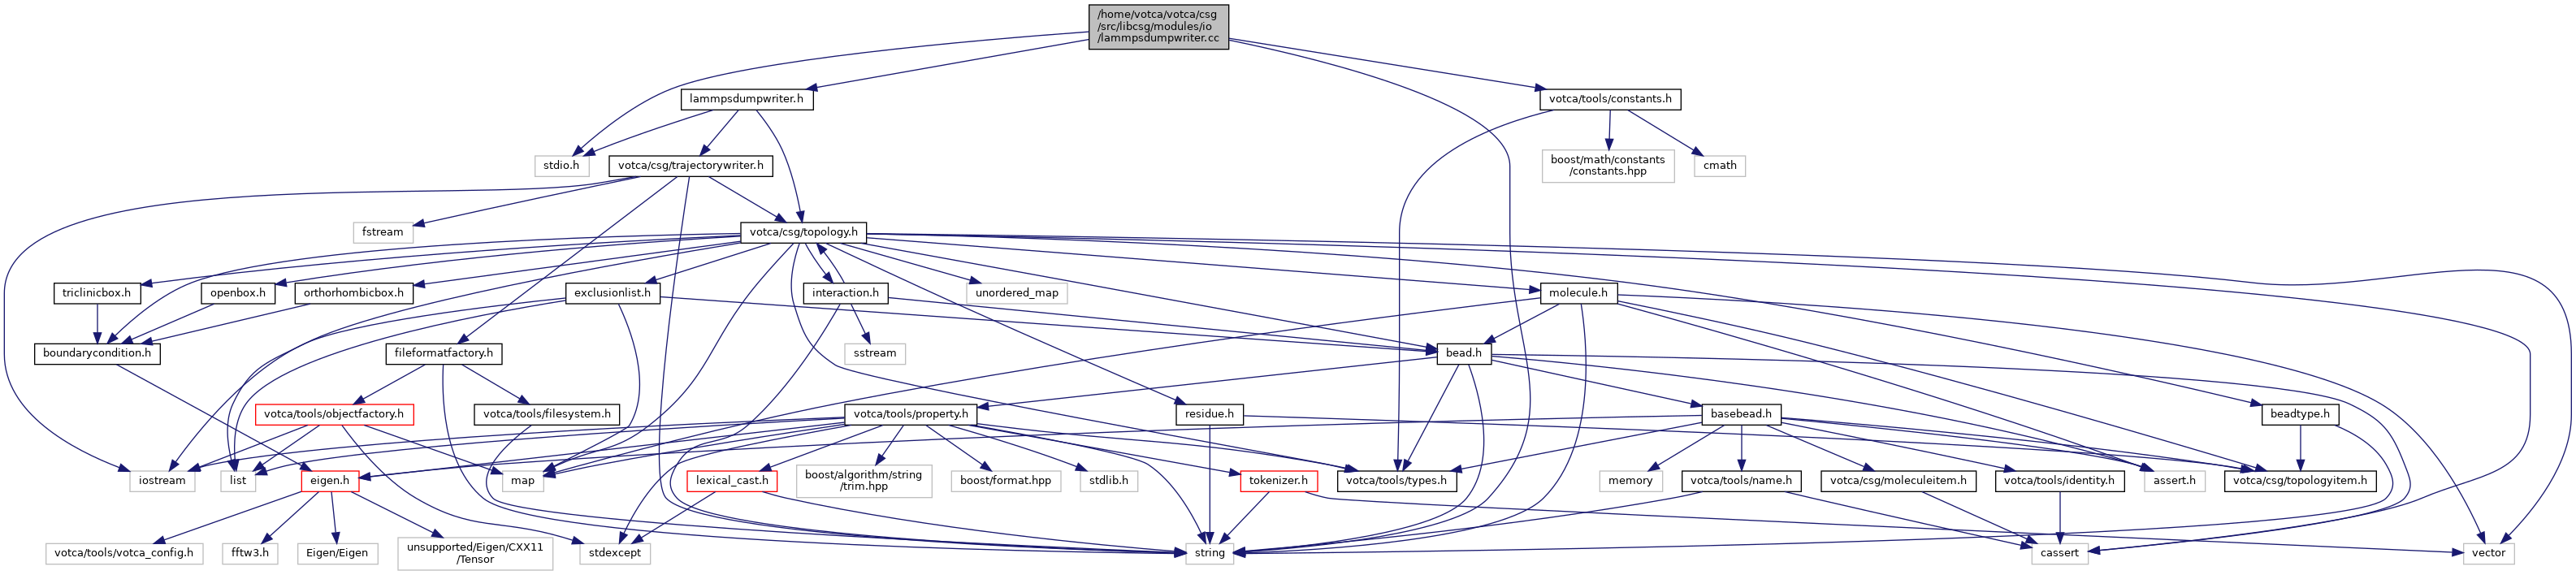 /home/votca/votca/csg
/src/libcsg/modules/io
/lammpsdumpwriter.cc
lammpsdumpwriter.h
votca/tools/constants.h
stdio.h
votca/csg/trajectorywriter.h
boost/math/constants
/constants.hpp
cmath
fstream
votca/csg/topology.h
triclinicbox.h
openbox.h
orthorhombicbox.h
exclusionlist.h
interaction.h
unordered_map
molecule.h
boundarycondition.h
fileformatfactory.h
sstream
bead.h
votca/tools/objectfactory.h
votca/tools/filesystem.h
votca/tools/property.h
residue.h
basebead.h
beadtype.h
iostream
list
eigen.h
map
lexical_cast.h
boost/algorithm/string
/trim.hpp
boost/format.hpp
stdlib.h
tokenizer.h
votca/tools/types.h
memory
votca/tools/name.h
votca/csg/moleculeitem.h
votca/tools/identity.h
assert.h
votca/csg/topologyitem.h
votca/tools/votca_config.h
fftw3.h
Eigen/Eigen
unsupported/Eigen/CXX11
/Tensor
stdexcept
string
cassert
vector